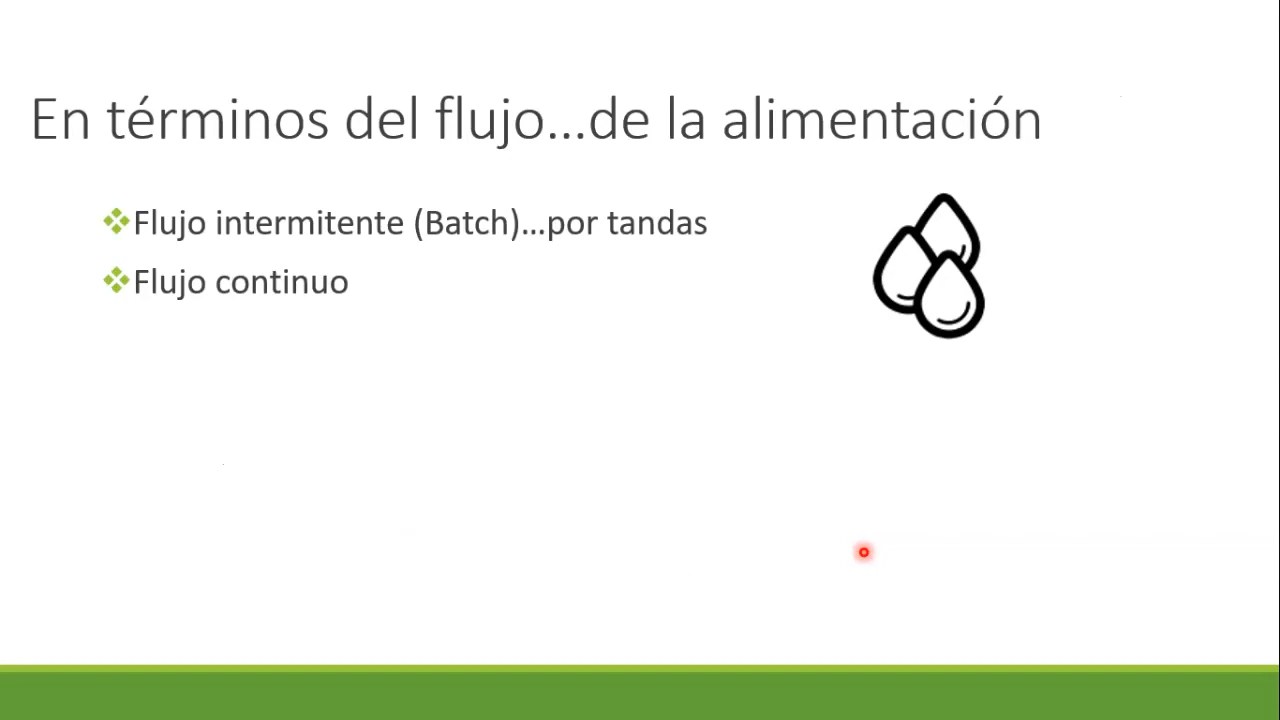 En términos del flujo...de la alimentación
Flujo intermitente (Batch)...por tandas
Flujo continuo